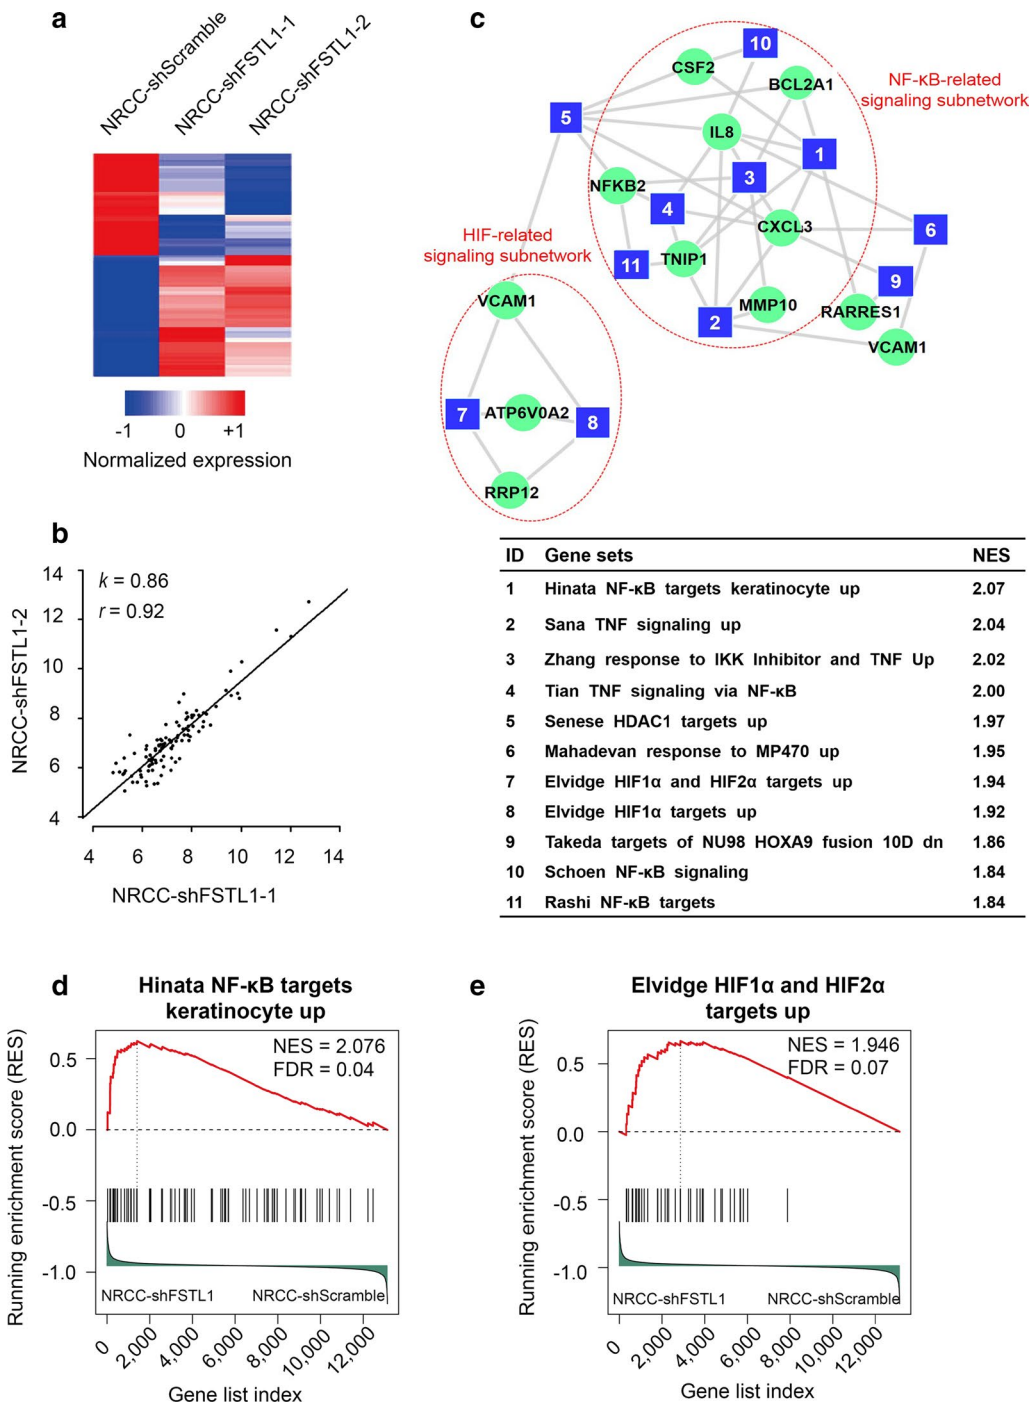 a
NRCC-shScramble
NRCC-shFSTL1-1
NRCC-shFSTL1-2
-1
0
+1
Normalized expression
b
k = 0.86
r = 0.92
NRCC-shFSTL1-2
14
12
10
8
6
4
4
6
8
10
12
14
NRCC-shFSTL1-1
c
NF-κB-related
signaling subnetwork
HIF-related
signaling subnetwork
10
CSF2
BCL2A1
5
IL8
1
3
NFKB2
4
CXCL3
6
TNIP1
11
9
MMP10
RARRES1
2
VCAM1
VCAM1
7
ATP6V0A2
8
RRP12
ID Gene sets NES
1 Hinata NF-κB targets keratinocyte up 2.07
2 Sana TNF signaling up 2.04
3 Zhang response to IKK Inhibitor and TNF Up 2.02
4 Tian TNF signaling via NF-κB 2.00
5 Senese HDAC1 targets up 1.97
6 Mahadevan response to MP470 up 1.95
7 Elvidge HIF1α and HIF2α targets up 1.94
8 Elvidge HIF1α targets up 1.92
9 Takeda targets of NU98 HOXA9 fusion 10D dn 1.86
10 Schoen NF-κB signaling 1.84
11 Rashi NF-κB targets 1.84
d
Hinata NF-κB targets
keratinocyte up
Running enrichment score (RES)
NES = 2.076
FDR = 0.04
0.5
0.0
-0.5
-1.0
NRCC-shFSTL1
NRCC-shScramble
0
2,000
4,000
6,000
8,000
10,000
12,000
Gene list index
e
Elvidge HIF1α and HIF2α
targets up
Running enrichment score (RES)
NES = 1.946
FDR = 0.07
0.5
0.0
-0.5
-1.0
NRCC-shFSTL1
NRCC-shScramble
0
2,000
4,000
6,000
8,000
10,000
12,000
Gene list index